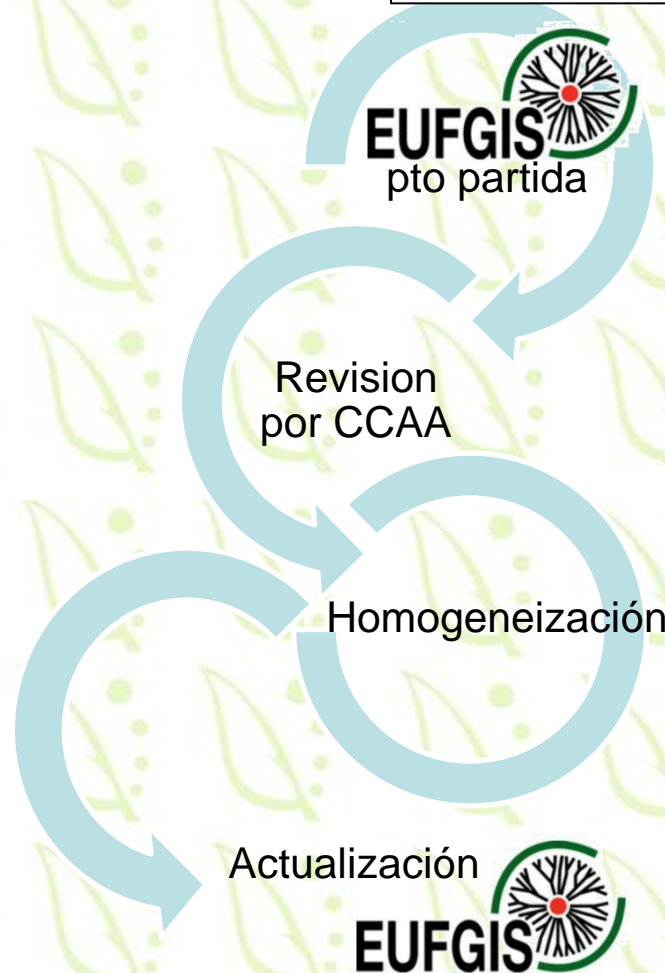 EUFGIS
pto partida
Revision
por CCAA
Homogeneización
Actualización
EUFGIS